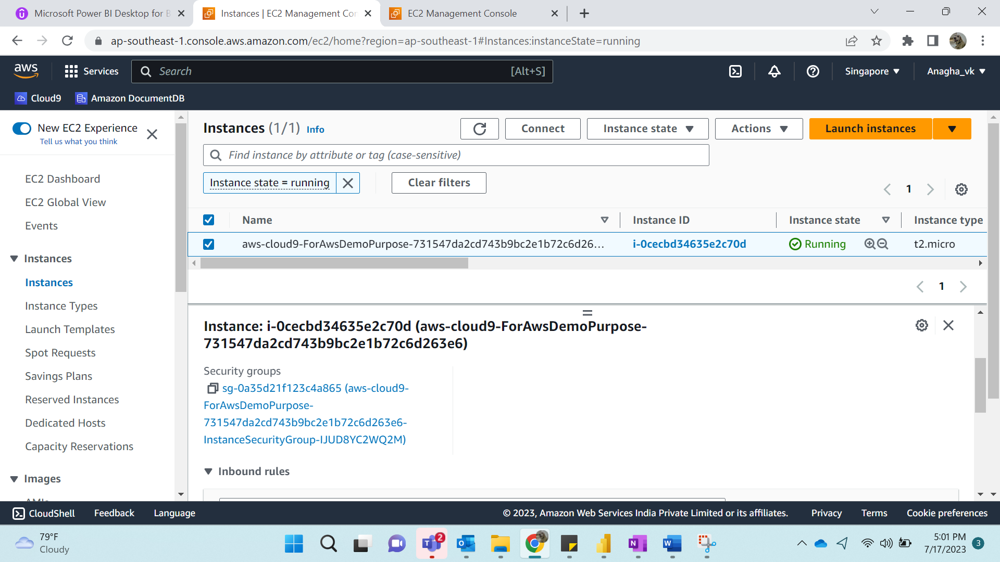 Microsoft Power BI Desktop for B
Instances | EC2 Management Con
EC2 Management Console
ap-southeast-1.console.aws.amazon.com/ec2/home?region=ap-southeast-1#Instances:instanceState=running
aws
Services
Search
[Alt+S]
Singapore
Anagha_vk
Cloud9
Amazon DocumentDB
New EC2 Experience
Tell us what you think
EC2 Dashboard
EC2 Global View
Events
Instances
Instances
Instance Types
Launch Templates
Spot Requests
Savings Plans
Reserved Instances
Dedicated Hosts
Capacity Reservations
Images
AMIs
Instances (1/1) Info
Connect
Instance state
Actions
Launch instances
Find instance by attribute or tag (case-sensitive)
Instance state = running
Clear filters
1
Name
Instance ID
Instance state
Instance type
aws-cloud9-ForAwsDemoPurpose-731547da2cd743b9bc2e1b72c6d26...
i-0cecbd34635e2c70d
Running
t2.micro
1
Instance: i-0cecbd34635e2c70d (aws-cloud9-ForAwsDemoPurpose-
731547da2cd743b9bc2e1b72c6d263e6)
Security groups
sg-0a35d21f123c4a865 (aws-cloud9-
ForAwsDemoPurpose-
731547da2cd743b9bc2e1b72c6d263e6-
InstanceSecurityGroup-IJUD8YC2WQ2M)
Inbound rules
CloudShell
Feedback
Language
© 2023, Amazon Web Services India Private Limited or its affiliates.
Privacy
Terms
Cookie preferences
79°F
Cloudy
2
5:01 PM
7/17/2023
3